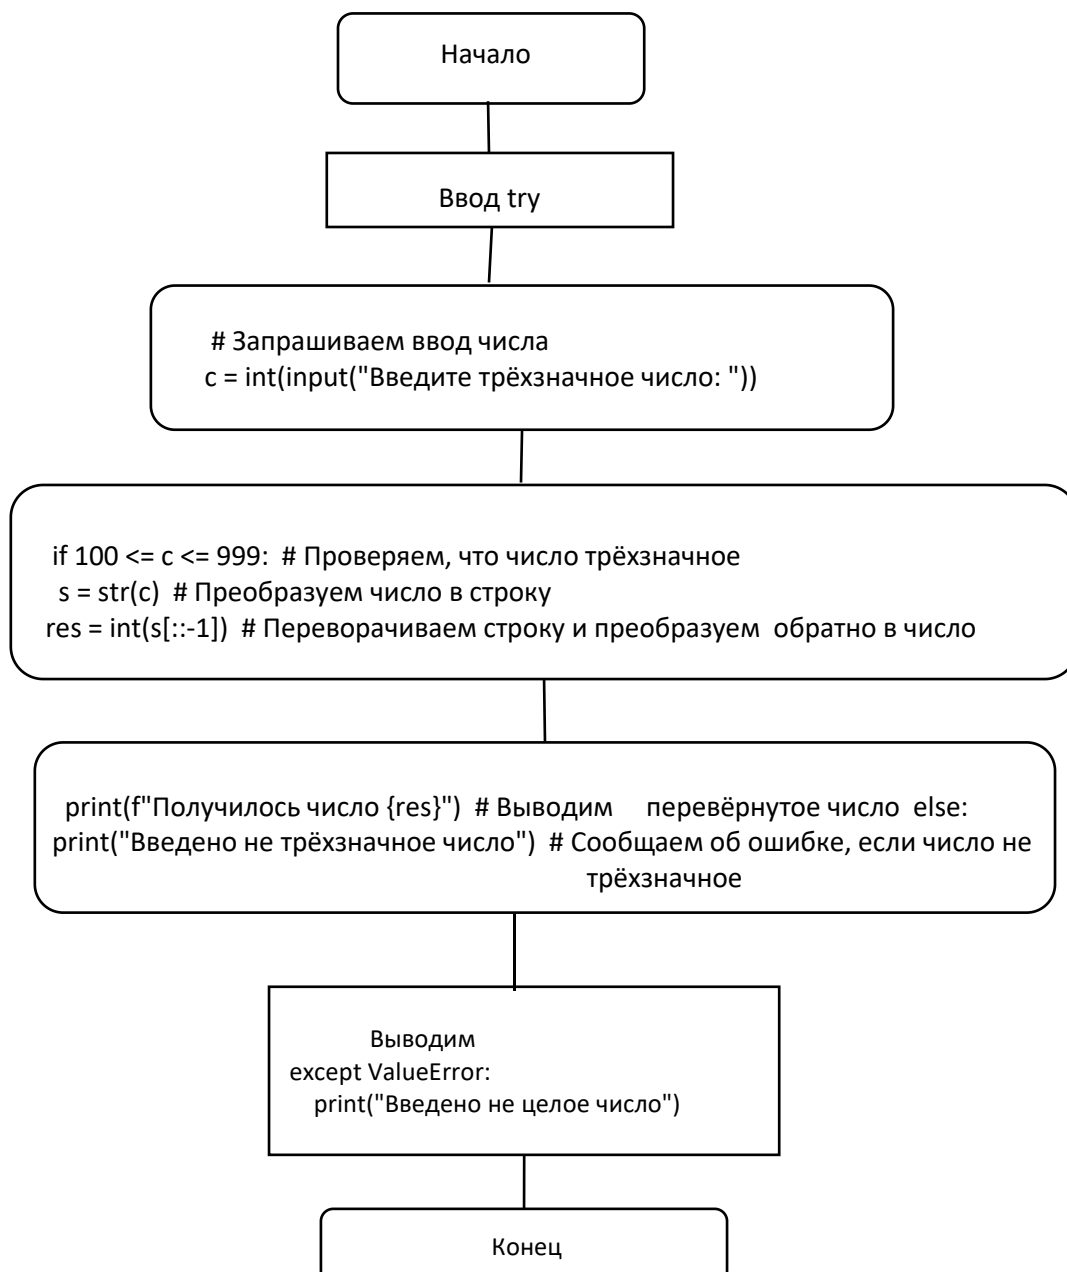 Начало
Ввод try
# Запрашиваем ввод числа
c = int(input("Введите трёхзначное число: "))
if 100 <= c <= 999:  # Проверяем, что число трёхзначное
s = str(c)  # Преобразуем число в строку
res = int(s[::-1])  # Переворачиваем строку и преобразуем  обратно в число
print(f"Получилось число {res}")  # Выводим    перевёрнутое число  else:
print("Введено не трёхзначное число")  # Сообщаем об ошибке, если число не
трёхзначное
Выводим
except ValueError:
print("Введено не целое число")
Конец